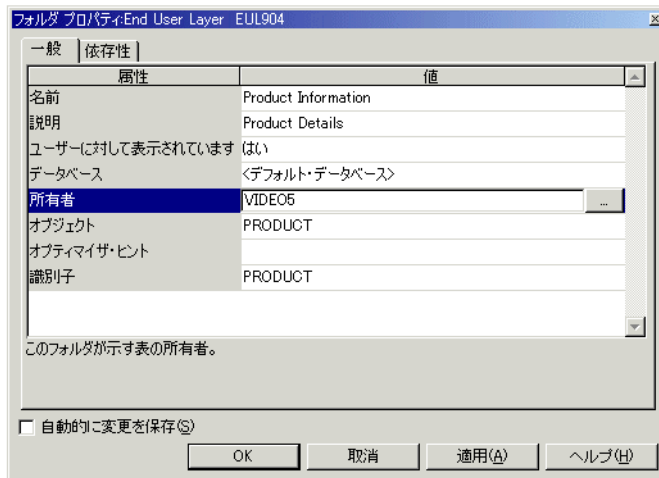 フォルダ プロパティ:End User Layer EUL904
一般 依存性
属性 値
名前 Product Information
説明 Product Details
ユーザーに対して表示されています はい
データベース <デフォルト・データベース>
所有者 VIDEO5 ...
オブジェクト PRODUCT
オプティマイザ・ヒント
識別子 PRODUCT
このフォルダが示す表の所有者。
自動的に変更を保存(S)
OK 取消 適用(A) ヘルプ(H)